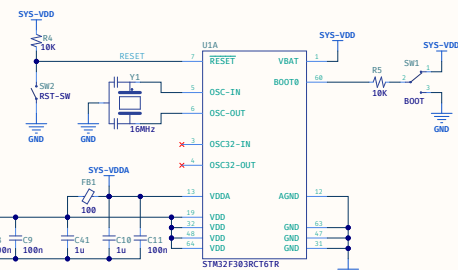 SYS-VDD
R4
10K
RESET
SW2
RST-SW
GND
Y1
16MHz
GND
SYS-VDDA
FB1
100
C9
100n
C41
1u
C10
1u
C11
100n
U1A
7 RESET
5 OSC-IN
6 OSC-OUT
3 OSC32-IN
4 OSC32-OUT
13 VDDA
19 VDD
32 VDD
48 VDD
64 VDD
VBAT 1
BOOT0 60
AGND 12
GND 63
GND 47
GND 31
STM32F303RCT6TR
SYS-VDD
R5
10K
SW1
2
1
3
BOOT
SYS-VDD
GND